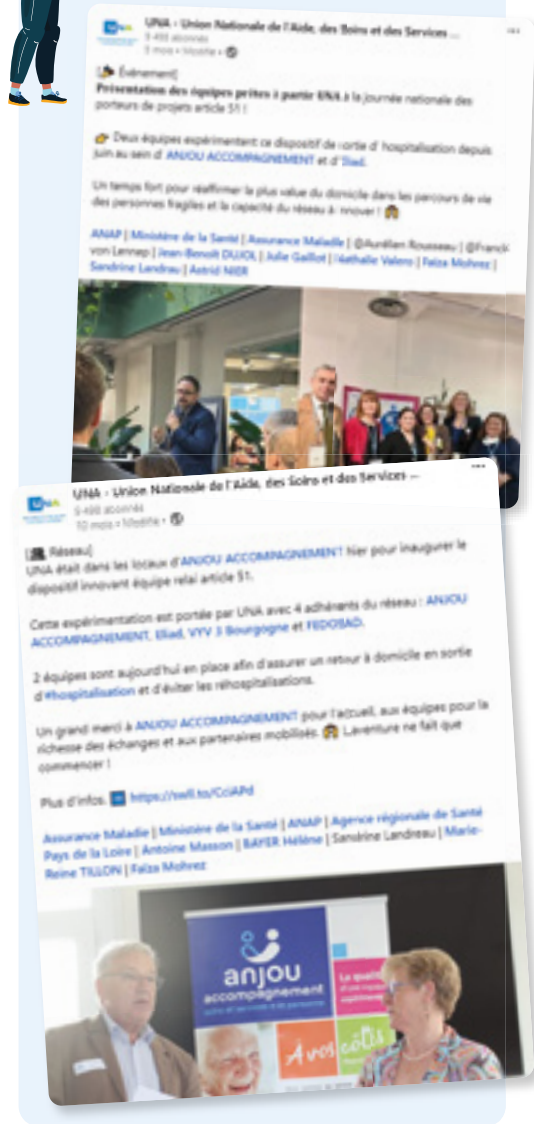 UNA - Union Nationale de l'Aide, des Soins et des Services ...
9 498 abonnés
9 mois • Modifié •
[Événement]
Présentation des équipes prêtes à partir UNA à la journée nationale des
porteurs de projets article 51 !
Deux équipes expérimentent ce dispositif de sortie d'hospitalisation depuis
juin au sein d'ANJOU ACCOMPAGNEMENT et d'Eliad.
Un temps fort pour réaffirmer la plus value du domicile dans les parcours de vie
des personnes fragiles et la capacité du réseau à innover !
ANAP | Ministère de la Santé | Assurance Maladie | @Aurélien Rousseau | @Franck
von Lennep | Jean-Benoît DUJOL | Julie Gaillot | Nathalie Valero | Faiza Mohrez |
Sandrine Landrau | Astrid NIER
UNA - Union Nationale de l'Aide, des Soins et des Services ...
9 498 abonnés
10 mois • Modifié •
[Réseau]
UNA était dans les locaux d'ANJOU ACCOMPAGNEMENT hier pour inaugurer le
dispositif innovant équipe relai article 51.
Cette expérimentation est portée par UNA avec 4 adhérants du réseau : ANJOU
ACCOMPAGNEMENT, Eliad, VYV 3 Bourgogne et FEDOSAD.
2 équipes sont aujourd'hui en place afin d'assurer un retour à domicile en sortie
d'#hospitalisation et d'éviter les réhospitalisations.
Un grand merci à ANJOU ACCOMPAGNEMENT pour l'accueil, aux équipes pour la
richesse des échanges et aux partenaires mobilisés. L'aventure ne fait que
commencer !
Plus d'infos.
Assurance Maladie | Ministère de la Santé | ANAP | Agence régionale de Santé
Pays de la Loire | Antoine Masson | BAYER Hélène | Sandrine Landreau | Marie-
Reine TILLON | Faiza Mohrez
anjou
accompagnement
La qualité
À vos côtés